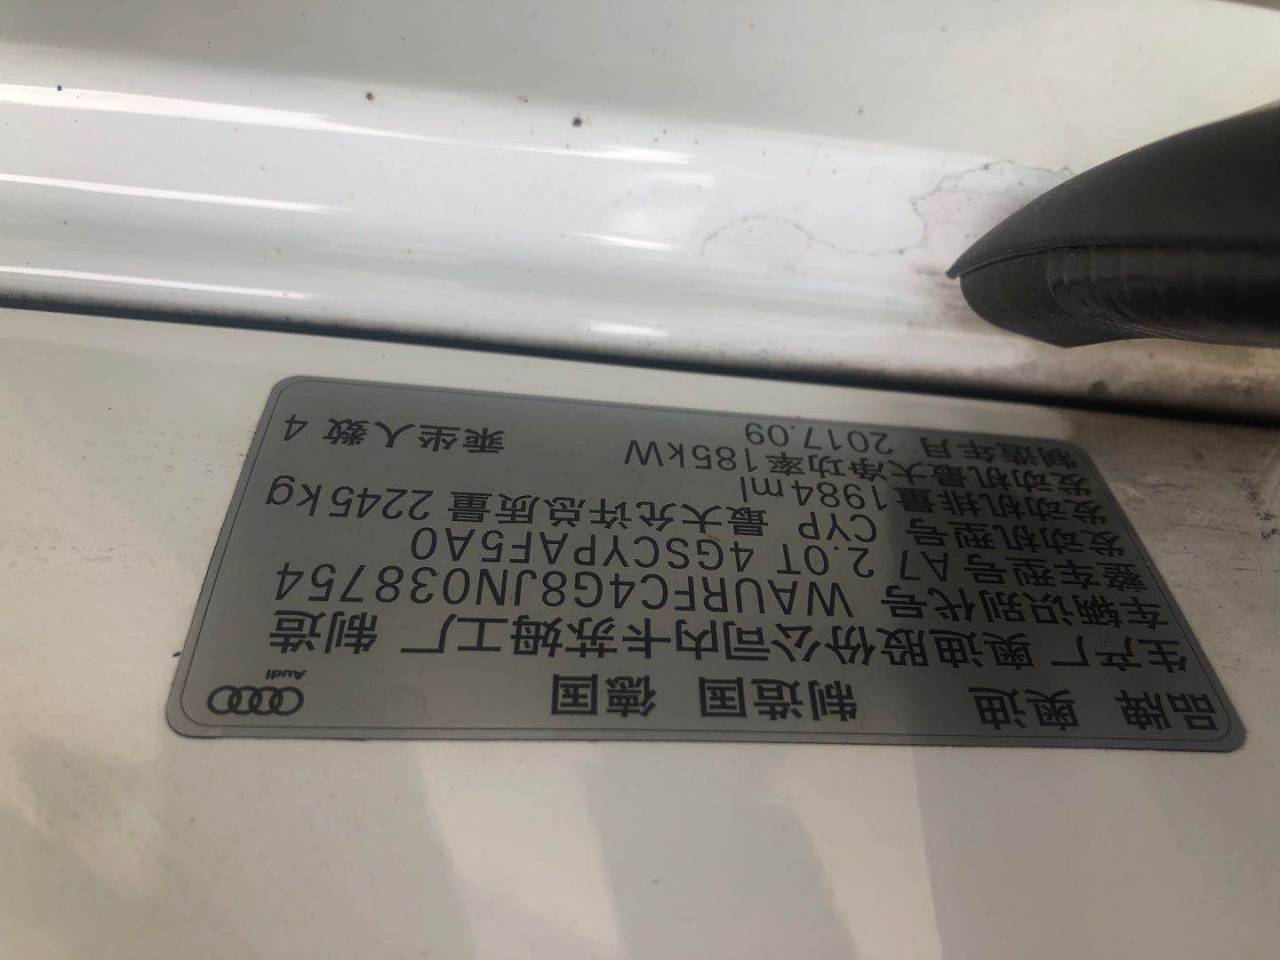 品牌 奥迪 制造国 德国 Audi
生产厂 奥迪股份公司内卡苏姆工厂 制造
车辆识别代号 WAURFC4G8JN038754
整车型号 A7 2.0T 4GSCYPAF5A0
发动机型号 CYP 最大允许总质量 2245kg
发动机排量 1984ml
发动机最大净功率 185kW 乘坐人数 4
制造年月 2017.09